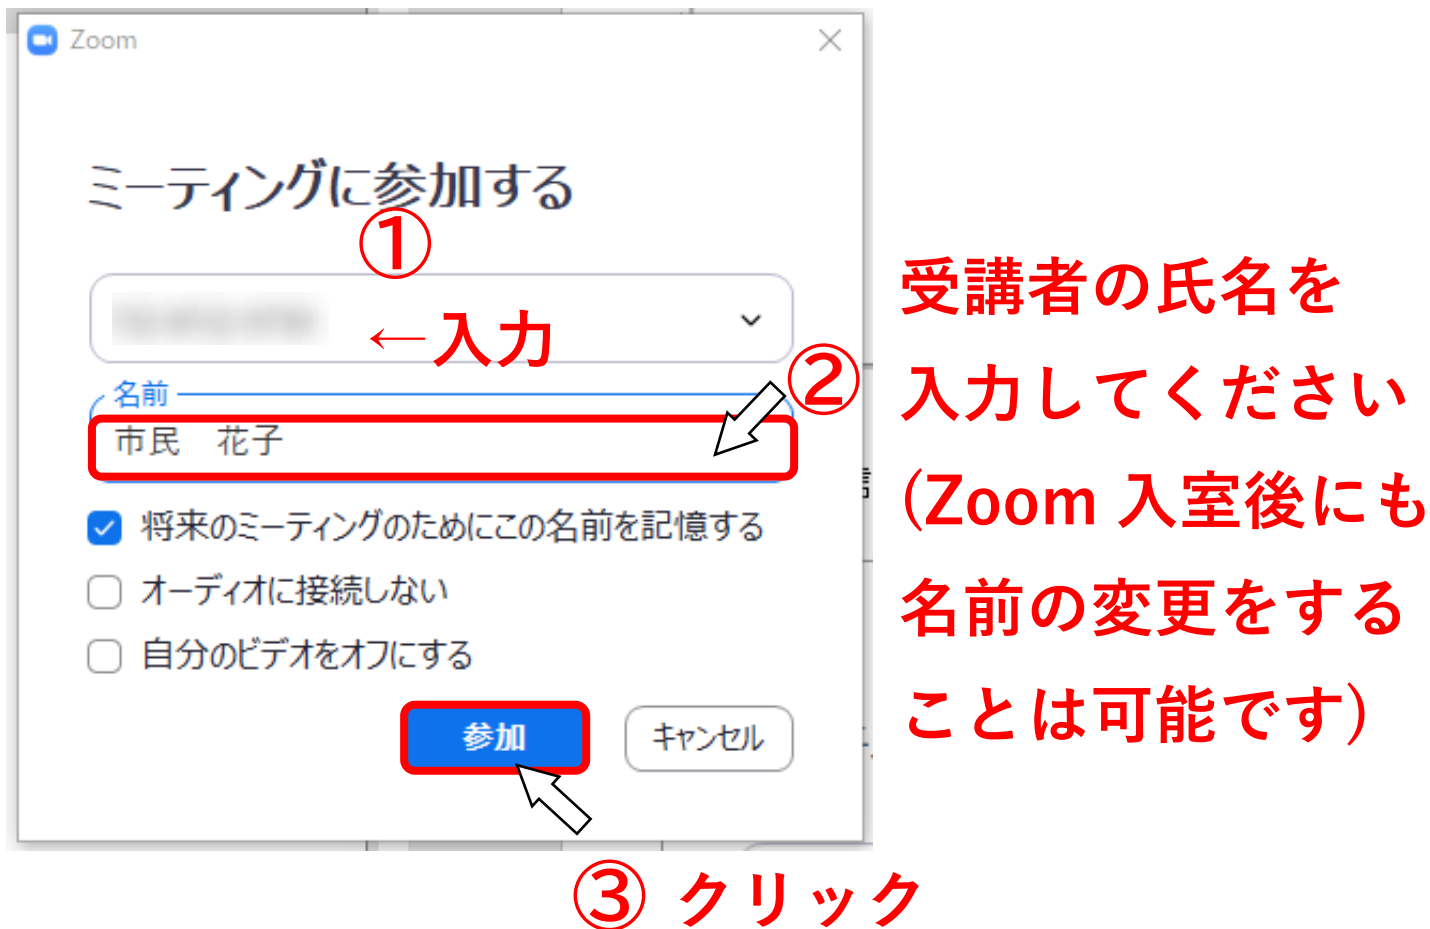 Zoom
ミーティングに参加する
①
←入力
②
名前
市民　花子
将来のミーティングのためにこの名前を記憶する
オーディオに接続しない
自分のビデオをオフにする
参加
キャンセル
③ クリック
受講者の氏名を
入力してください
(Zoom 入室後にも
名前の変更をする
ことは可能です)